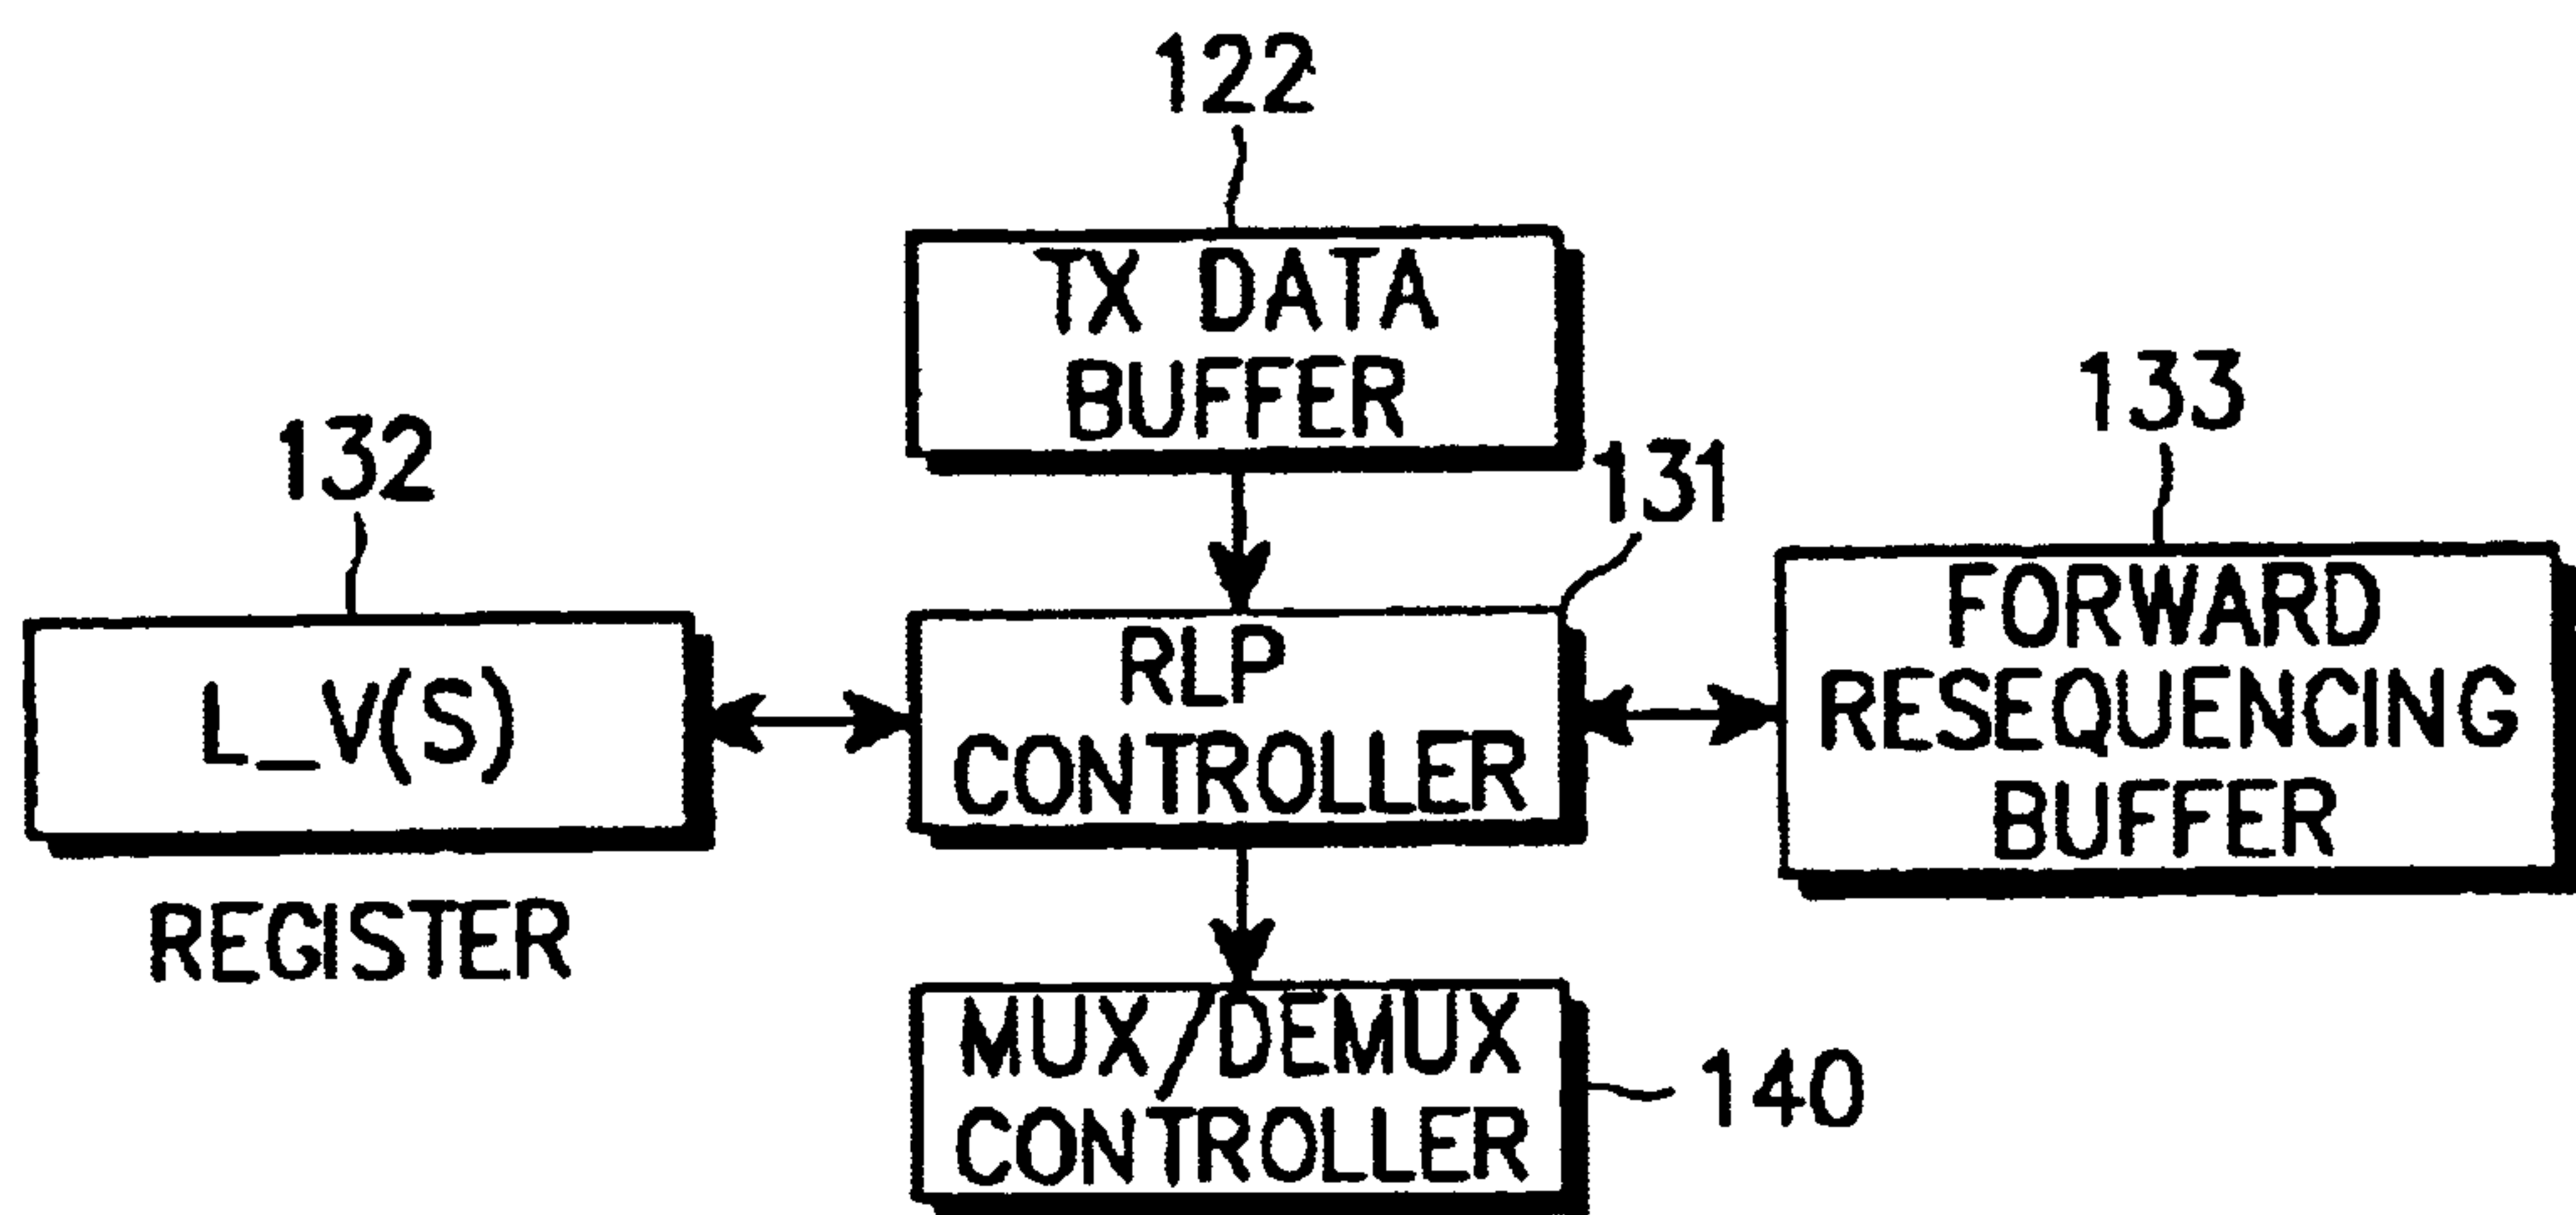 122
TX DATA
BUFFER
132
131
133
L_V(S)
RLP
CONTROLLER
FORWARD
RESEQUENCING
BUFFER
REGISTER
MUX/DEMUX
CONTROLLER
140